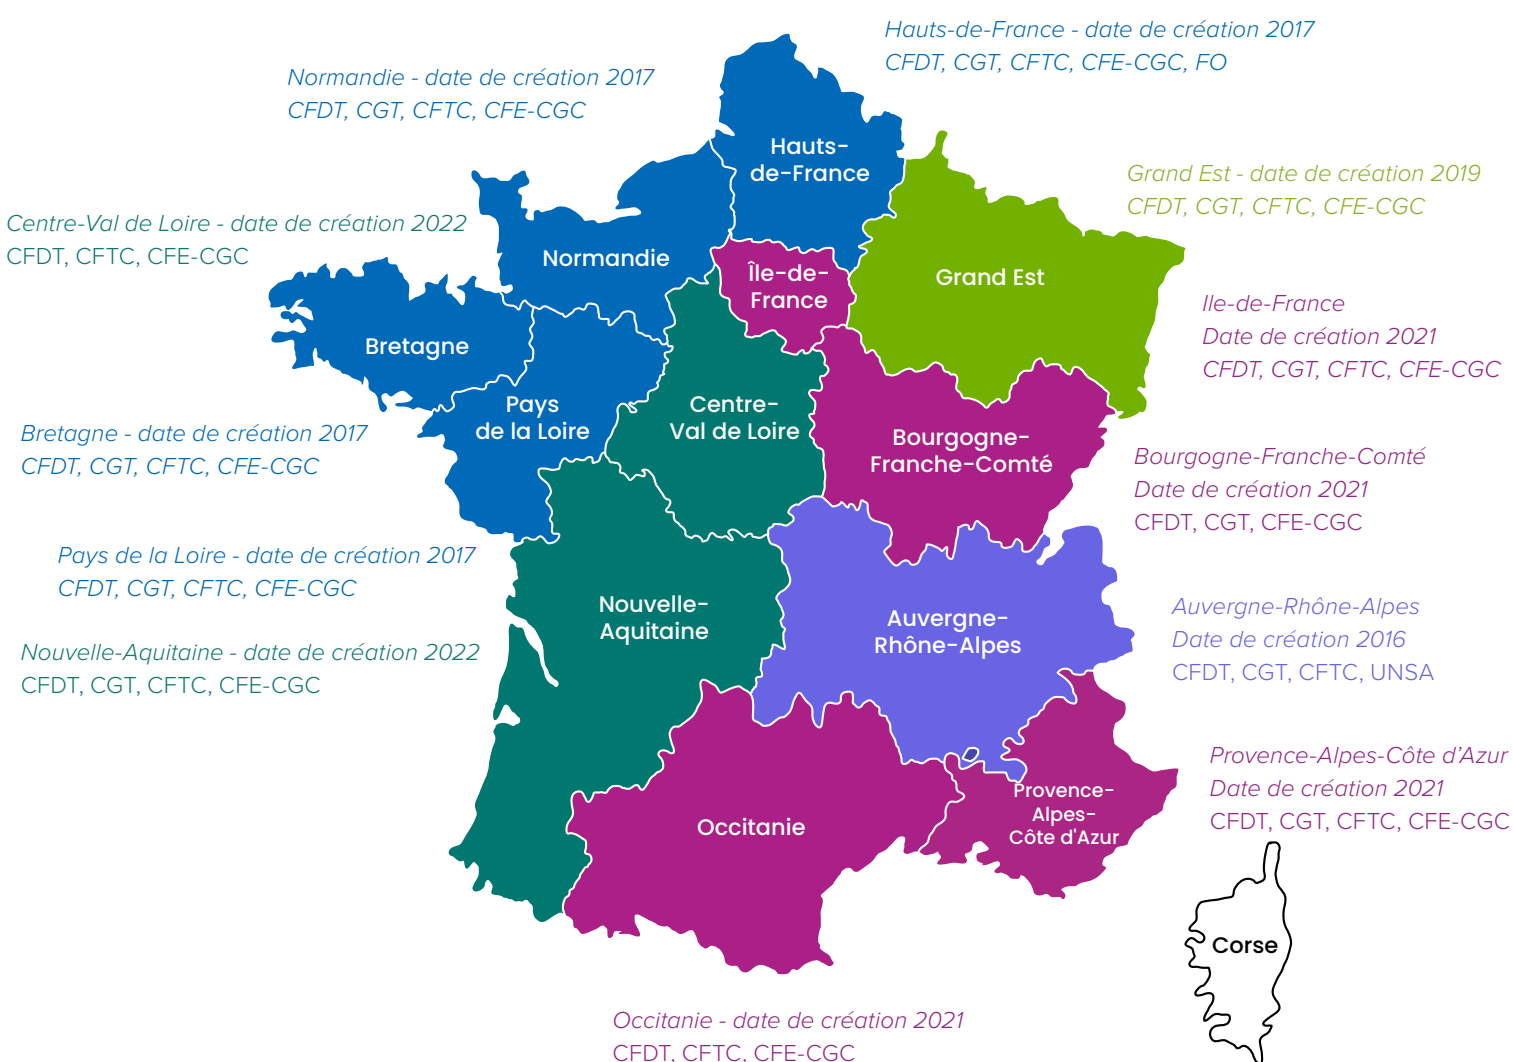 Hauts-de-France - date de création 2017
CFDT, CGT, CFTC, CFE-CGC, FO
Normandie - date de création 2017
CFDT, CGT, CFTC, CFE-CGC
Hauts-
de-France
Grand Est - date de création 2019
CFDT, CGT, CFTC, CFE-CGC
Centre-Val de Loire - date de création 2022
CFDT, CFTC, CFE-CGC
Normandie
Île-de-
France
Grand Est
Ile-de-France
Date de création 2021
CFDT, CGT, CFTC, CFE-CGC
Bretagne
Pays
de la Loire
Centre-
Val de Loire
Bourgogne-
Franche-Comté
Bretagne - date de création 2017
CFDT, CGT, CFTC, CFE-CGC
Bourgogne-Franche-Comté
Date de création 2021
CFDT, CGT, CFE-CGC
Pays de la Loire - date de création 2017
CFDT, CGT, CFTC, CFE-CGC
Nouvelle-
Aquitaine
Auvergne-
Rhône-Alpes
Auvergne-Rhône-Alpes
Date de création 2016
CFDT, CGT, CFTC, UNSA
Nouvelle-Aquitaine - date de création 2022
CFDT, CGT, CFTC, CFE-CGC
Provence-Alpes-Côte d’Azur
Date de création 2021
CFDT, CGT, CFTC, CFE-CGC
Provence-
Alpes-
Côte d'Azur
Occitanie
Corse
Occitanie - date de création 2021
CFDT, CFTC, CFE-CGC